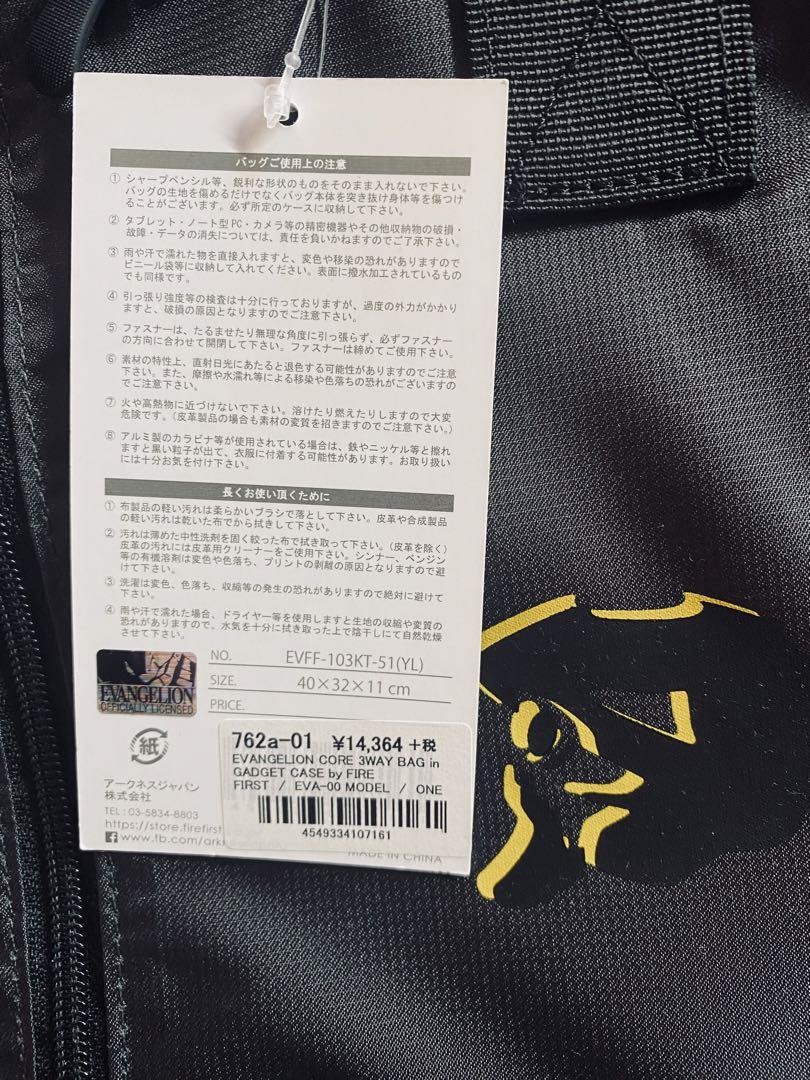 バッグご使用上の注意
① シャープペンシル等、鋭利な形状のものをそのまま入れないで下さい。
バッグの生地を傷めるだけでなくバッグ本体を突き抜け身体等を傷つけ
ることがございます。必ず所定のケースに収納して下さい。
② タブレット・ノート型PC・カメラ等の精密機器やその他収納物の破損・
故障・データの消失については、責任を負いかねますのでご了承下さい。
③ 雨や汗で濡れた物を直接入れますと、変色や移染の恐れがありますので
ビニール袋等に収納して入れてください。表面に撥水加工されているもの
でも同様です。
④ 引っ張り強度等の検査は十分に行っておりますが、過度の外力がかかり
ますと、破損の原因となりますのでご注意下さい。
⑤ ファスナーは、たるませたり無理な角度に引っ張らず、必ずファスナー
の方向に合わせて開閉して下さい。ファスナーは締めてご使用下さい。
⑥ 素材の特性上、直射日光にあたると退色する可能性がありますのでご注意
下さい。また、摩擦や水濡れ等による移染や色落ちの恐れがございますの
でご注意下さい。
⑦ 火や高熱物に近づけないで下さい。溶けたり燃えたりしますので大変
危険です。（皮革製品の場合も素材の変質を招きますのでご注意下さい。）
⑧ アルミ製のカラビナ等が使用されている場合は、鉄やニッケル等と擦れ
ますと黒い粒子が出て、衣服に付着する可能性があります。お取り扱い
には十分お気を付け下さい。
長くお使い頂くために
① 布製品の軽い汚れは柔らかいブラシで落として下さい。皮革や合成製品
の軽い汚れは乾いた布でから拭きして下さい。
② 汚れは薄めた中性洗剤を固く絞った布で拭き取って下さい。（皮革を除く）
皮革の汚れには皮革用クリーナーをご使用下さい。シンナー、ベンジン
等の有機溶剤は変色や色落ち、プリントの剥離の原因となりますので避
けて下さい。
③ 洗濯は変色、色落ち、収縮等の発生の恐れがありますので絶対に避けて
下さい。
④ 雨や汗で濡れた場合、ドライヤー等を使用しますと生地の収縮や変質の
恐れがありますので、水気を十分に拭き取った上で陰干しにて自然乾燥
させて下さい。
EVANGELION
OFFICIALLY LICENSED
NO. EVFF-103KT-51(YL)
SIZE. 40×32×11 cm
PRICE.
紙
アークネスジャパン
株式会社
TEL : 03-5834-8803
https://store.firefirst
www.fb.com/ark
762a-01 ¥14,364+税
EVANGELION CORE 3WAY BAG in
GADGET CASE by FIRE
FIRST / EVA-00 MODEL / ONE
4549334107161
MADE IN CHINA